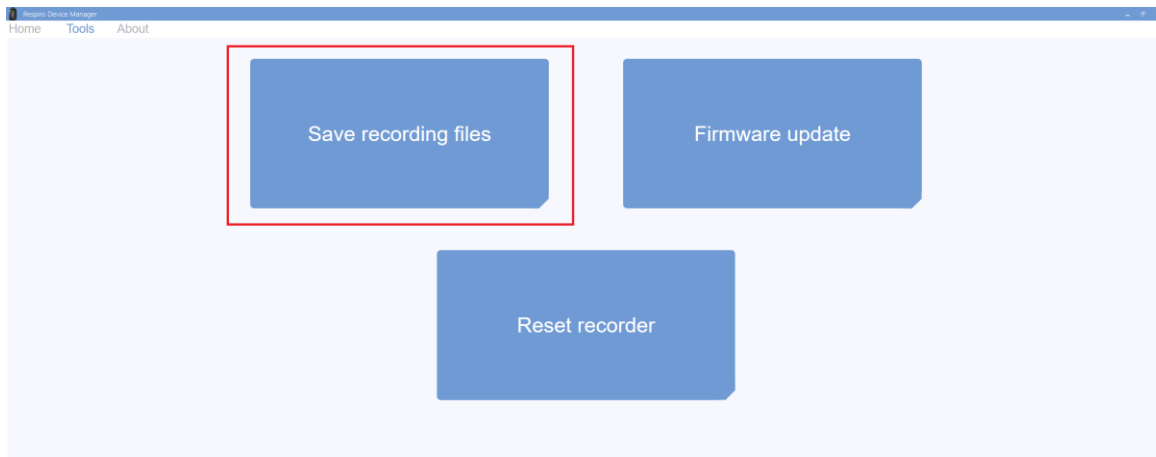 Respiro Device Manager
Home Tools About
Save recording files
Firmware update
Reset recorder